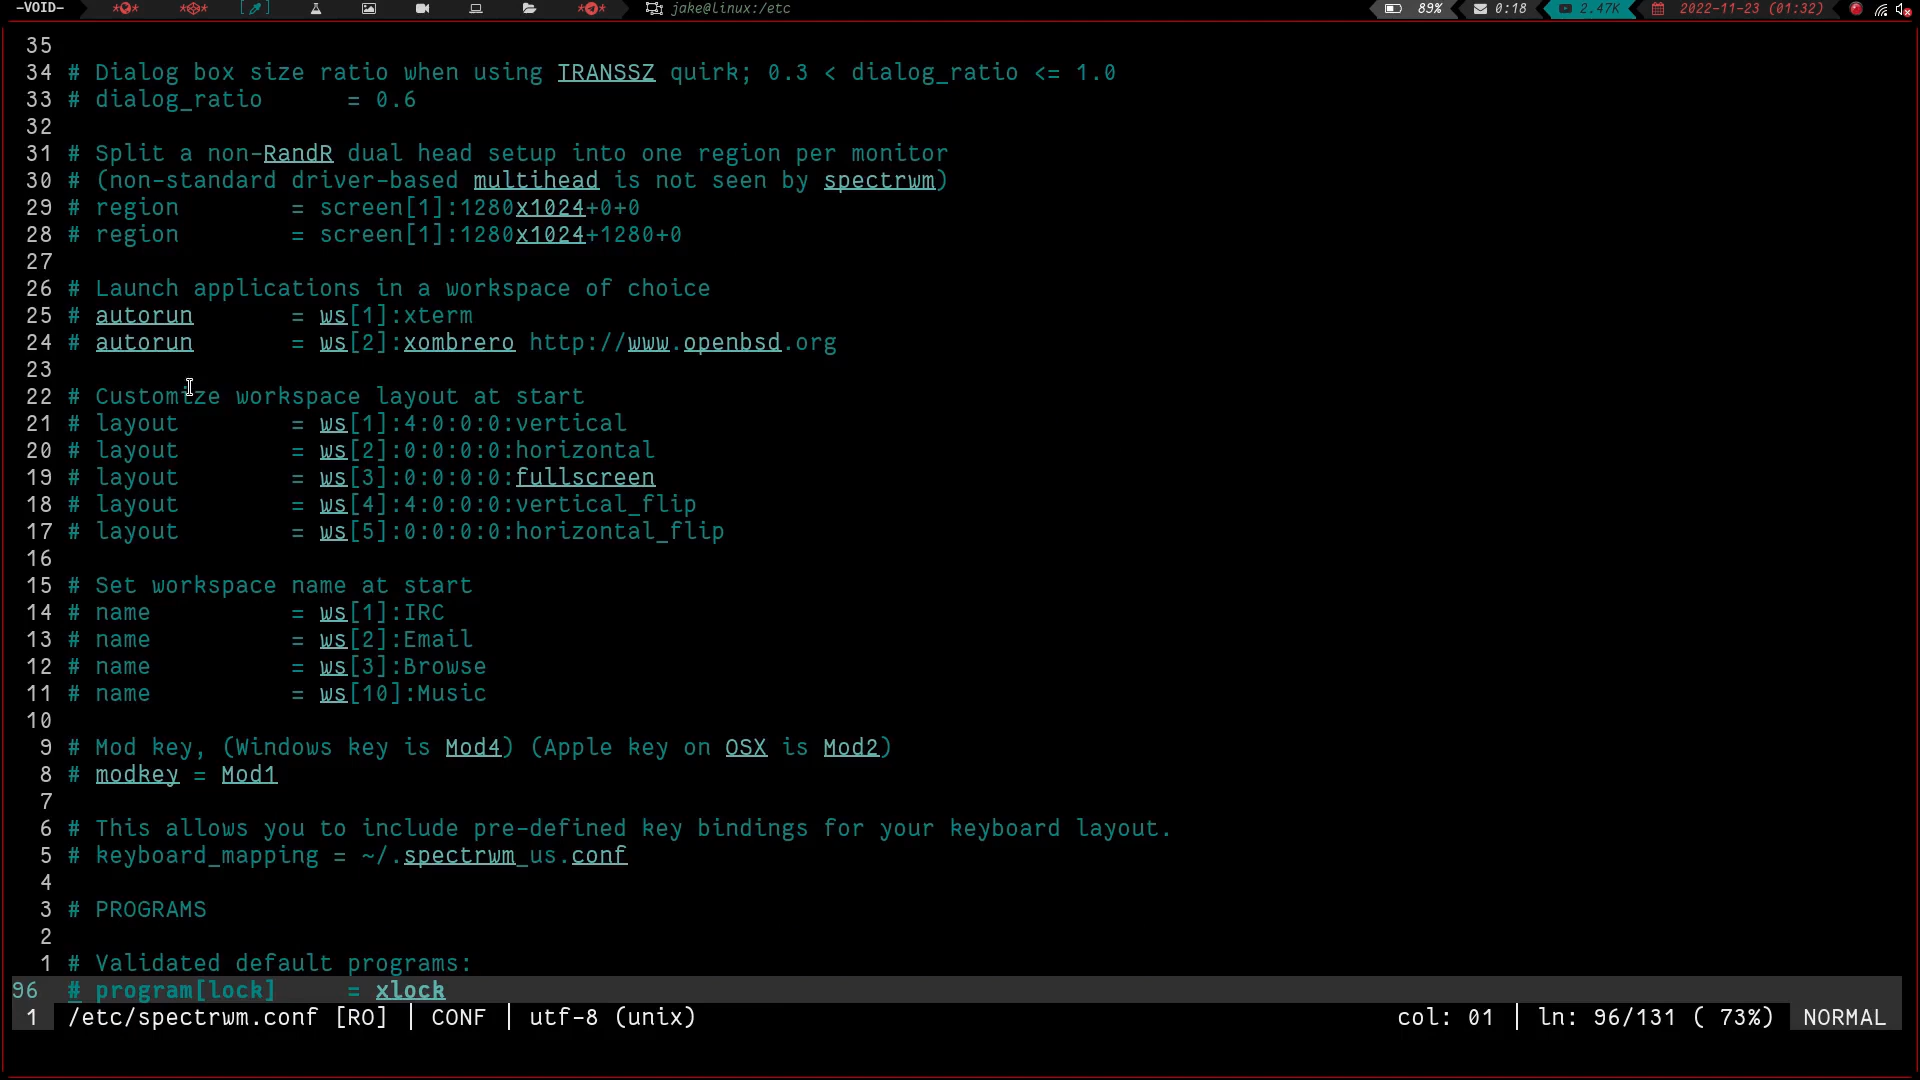 —VOID— jake@linux:/etc 89% 0:18 2.47K 2022-11-23 (01:32)
35
34 # Dialog box size ratio when using TRANSSZ quirk; 0.3 < dialog_ratio <= 1.0
33 # dialog_ratio      = 0.6
32
31 # Split a non-RandR dual head setup into one region per monitor
30 # (non-standard driver-based multihead is not seen by spectrwm)
29 # region        = screen[1]:1280x1024+0+0
28 # region        = screen[1]:1280x1024+1280+0
27
26 # Launch applications in a workspace of choice
25 # autorun       = ws[1]:xterm
24 # autorun       = ws[2]:xombrero http://www.openbsd.org
23
22 # Customize workspace layout at start
21 # layout        = ws[1]:4:0:0:0:vertical
20 # layout        = ws[2]:0:0:0:0:horizontal
19 # layout        = ws[3]:0:0:0:0:fullscreen
18 # layout        = ws[4]:4:0:0:0:vertical_flip
17 # layout        = ws[5]:0:0:0:0:horizontal_flip
16
15 # Set workspace name at start
14 # name          = ws[1]:IRC
13 # name          = ws[2]:Email
12 # name          = ws[3]:Browse
11 # name          = ws[10]:Music
10
9 # Mod key, (Windows key is Mod4) (Apple key on OSX is Mod2)
8 # modkey = Mod1
7
6 # This allows you to include pre-defined key bindings for your keyboard layout.
5 # keyboard_mapping = ~/.spectrwm_us.conf
4
3 # PROGRAMS
2
1 # Validated default programs:
96 # program[lock]     = xlock
1 /etc/spectrwm.conf [RO] | CONF | utf-8 (unix) col: 01 | ln: 96/131 ( 73%) NORMAL